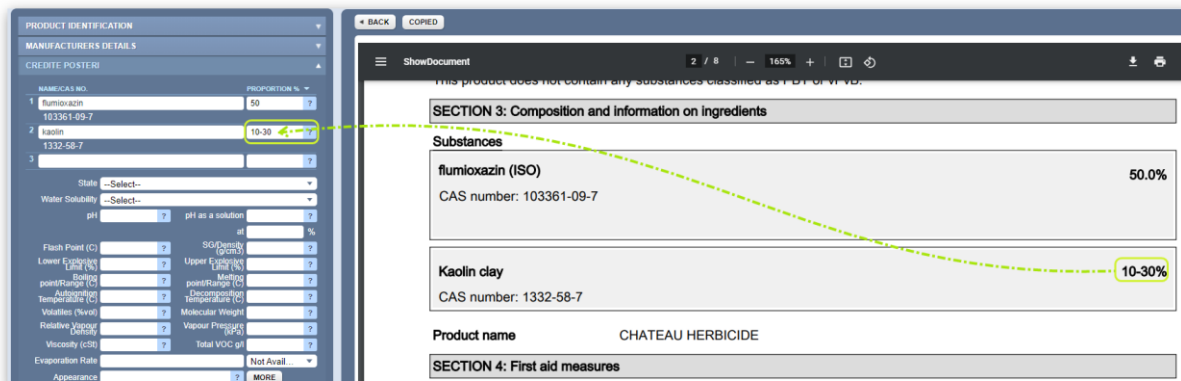 PRODUCT IDENTIFICATION
MANUFACTURERS DETAILS
CREDITE POSTERI
NAME/CAS NO. PROPORTION %
1 flumioxazin 50 ?
103361-09-7
2 kaolin 10-30 ?
1332-58-7
3 ?
State --Select--
Water Solubility --Select--
pH ? pH as a solution ?
at %
Flash Point (C) ? SG/Density (g/cm3) ?
Lower Explosive Limit (%) ? Upper Explosive Limit (%) ?
Boiling point/Range (C) ? Melting point/Range (C) ?
Autoignition Temperature (C) ? Decomposition Temperature (C) ?
Volatiles (%vol) ? Molecular Weight ?
Relative Vapour Density ? Vapour Pressure (kPa) ?
Viscosity (cSt) ? Total VOC g/l ?
Evaporation Rate Not Avail...
Appearance ? MORE
BACK COPIED
ShowDocument 2 / 8 — 165% +
This product does not contain any substances classified as PBT or vPvB.
SECTION 3: Composition and information on ingredients
Substances
flumioxazin (ISO) 50.0%
CAS number: 103361-09-7
Kaolin clay 10-30%
CAS number: 1332-58-7
Product name CHATEAU HERBICIDE
SECTION 4: First aid measures